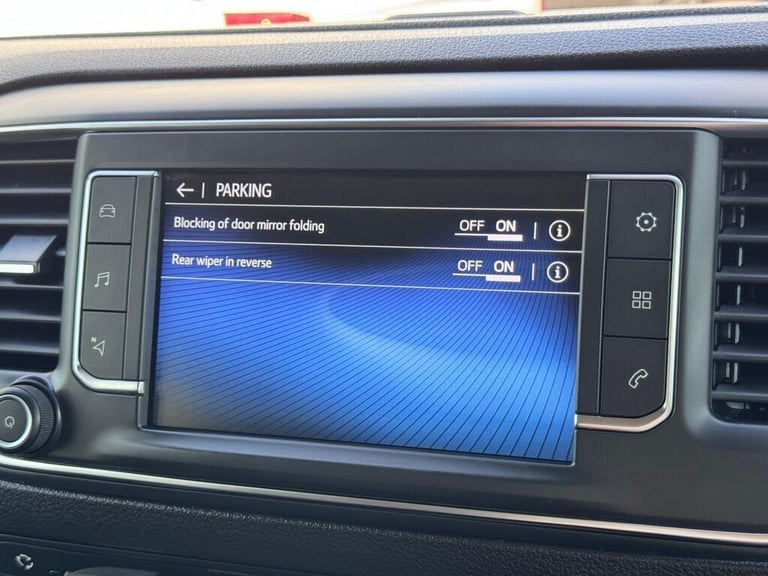 PARKING
Blocking of door mirror folding OFF ON
Rear wiper in reverse OFF ON
N